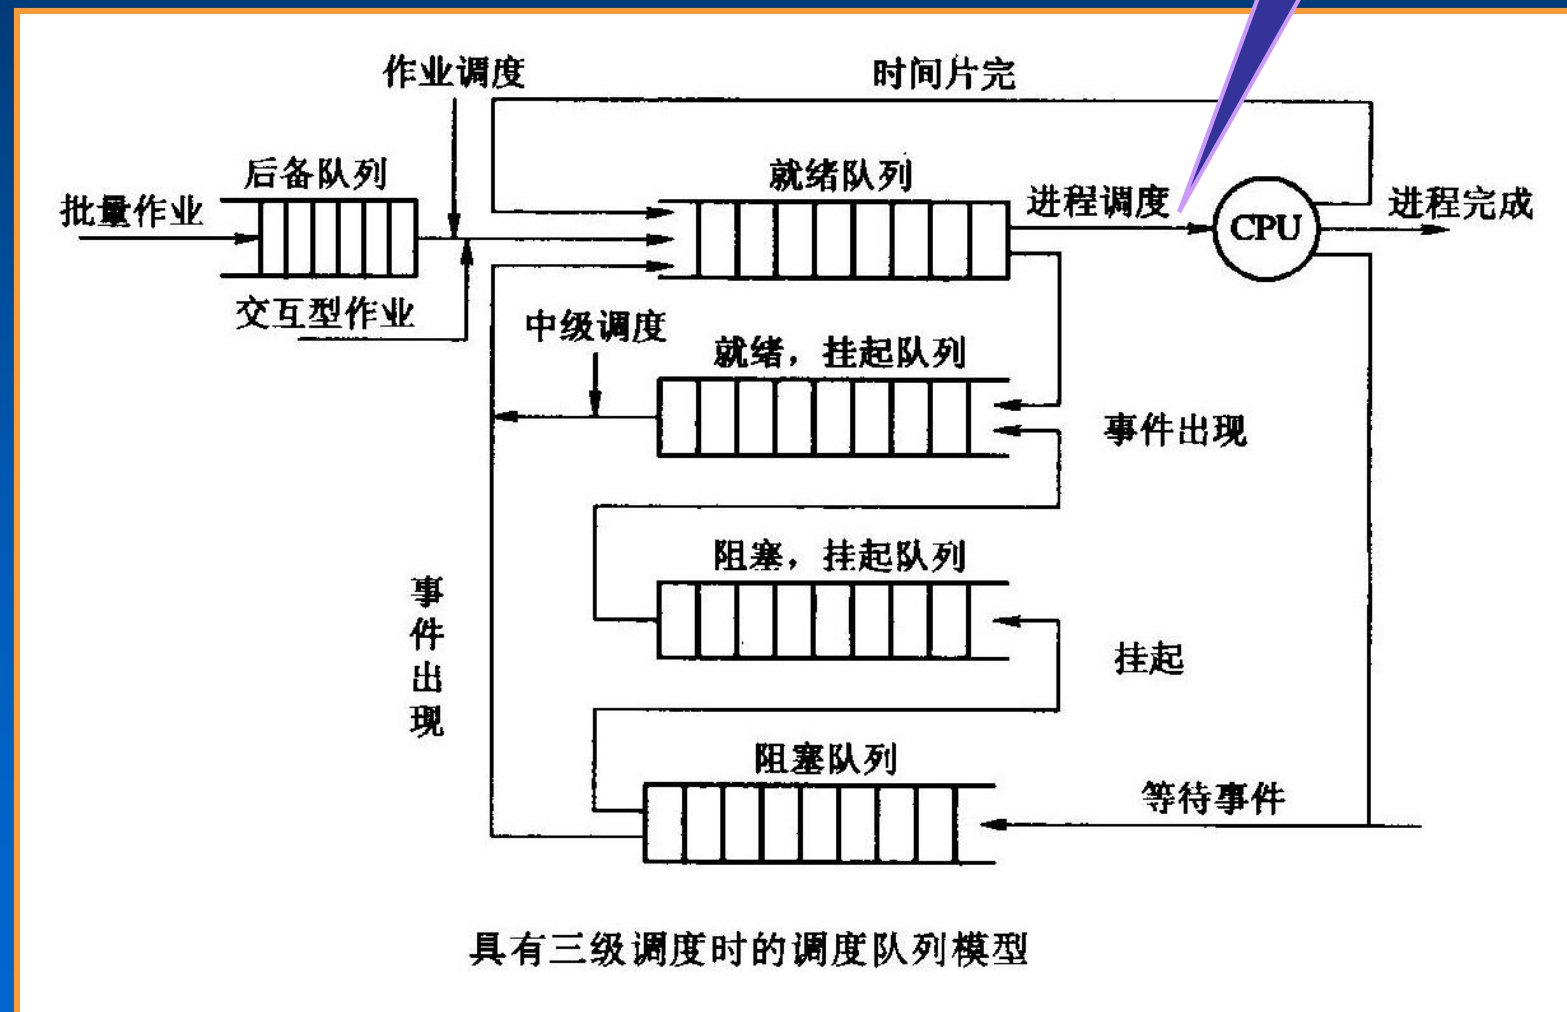 作业调度
时间片完
后备队列
就绪队列
批量作业
进程调度
CPU
进程完成
交互型作业
中级调度
就绪，挂起队列
事件出现
阻塞，挂起队列
事件出现
挂起
阻塞队列
等待事件
具有三级调度时的调度队列模型